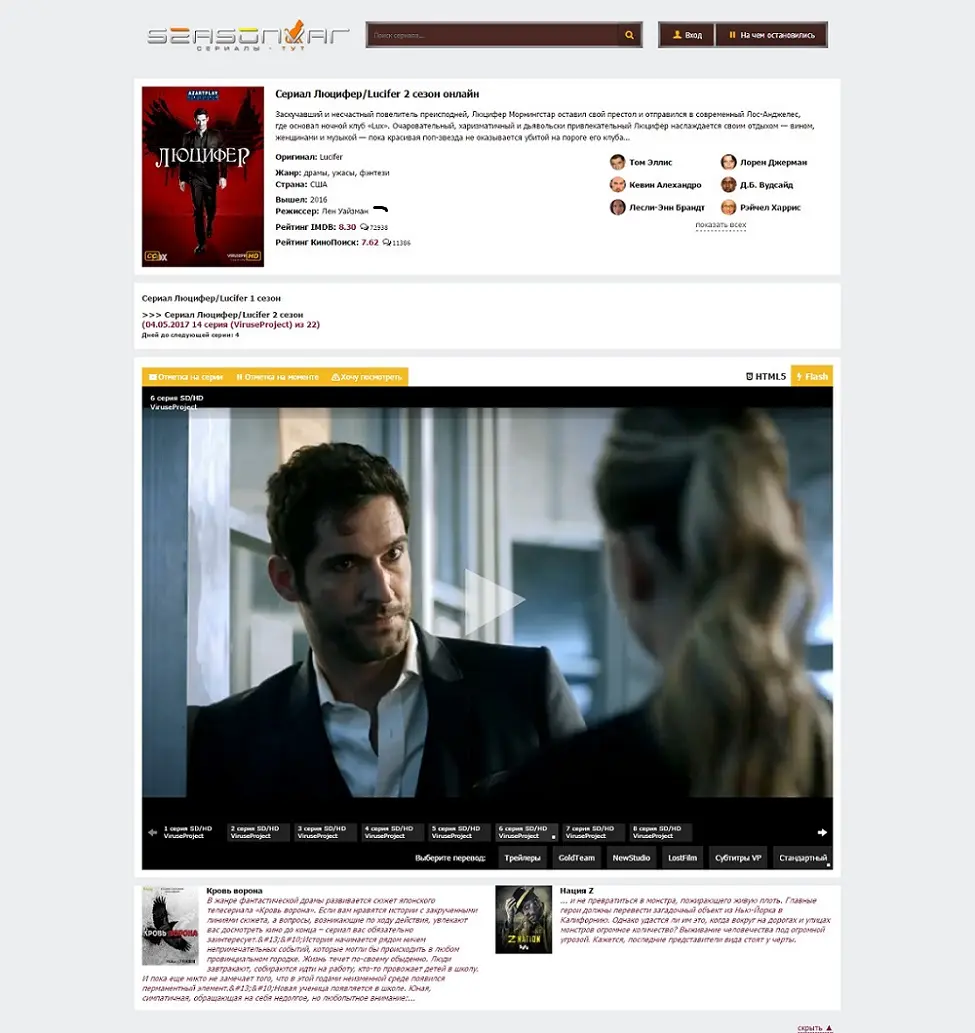 SEASONVAR
СЕРИАЛЫ - ТУТ
Поиск сериала...
Вход
На чем остановились
AZARTPLAY
ЛЮЦИФЕР
HD
Сериал Люцифер/Lucifer 2 сезон онлайн
Заскучавший и несчастный повелитель преисподней, Люцифер Морнингстар оставил свой престол и отправился в современный Лос-Анджелес,
где основал ночной клуб «Lux». Очаровательный, харизматичный и дьявольски привлекательный Люцифер наслаждается своим отдыхом — вином,
женщинами и музыкой — пока красивая поп-звезда не оказывается убитой на пороге его клуба...
Оригинал: Lucifer
Жанр: драмы, ужасы, фэнтези
Страна: США
Вышел: 2016
Режиссер: Лен Уайзман
Рейтинг IMDB: 8.30 72938
Рейтинг КиноПоиск: 7.62 11386
Том Эллис
Лорен Джерман
Кевин Алехандро
Д.Б. Вудсайд
Лесли-Энн Брандт
Рэйчел Харрис
показать всех
Сериал Люцифер/Lucifer 1 сезон
>>> Сериал Люцифер/Lucifer 2 сезон
(04.05.2017 14 серия (ViruseProject) из 22)
Дней до следующей серии: 4
Отметка на серии
Отметка на моменте
Хочу посмотреть
HTML5
Flash
6 серия SD/HD
ViruseProject
1 серия SD/HD
ViruseProject
2 серия SD/HD
ViruseProject
3 серия SD/HD
ViruseProject
4 серия SD/HD
ViruseProject
5 серия SD/HD
ViruseProject
6 серия SD/HD
ViruseProject
7 серия SD/HD
ViruseProject
8 серия SD/HD
ViruseProject
Выберите перевод:
Трейлеры
GoldTeam
NewStudio
LostFilm
Субтитры VP
Стандартный
КРОВЬ ВОРОНА
Кровь ворона
В жанре фантастической драмы развивается сюжет японского
телесериала «Кровь ворона». Если вам нравятся истории с закрученными
линиями сюжета, а вопросы, возникающие по ходу действия, увлекают
вас досмотреть кино до конца – сериал вас обязательно
заинтересует.&#13;&#10;История начинается рядом ничем
непримечательных событий, которые могли бы происходить в любом
провинциальном городке. Жизнь течет по-своему обыденно. Люди
завтракают, собираются идти на работу, кто-то провожает детей в школу.
И пока еще никто не замечает того, что в этой годами неизменной среде появился
перманентный элемент.&#13;&#10;Новая ученица появляется в школе. Юная,
симпатичная, обращающая на себя недолгое, но любопытное внимание:...
Z NATION
Нация Z
... и не превратиться в монстра, пожирающего живую плоть. Главные
герои должны перевести загадочный объект из Нью-Йорка в
Калифорнию. Однако удастся ли им это, когда вокруг на дорогах и улицах
монстров огромное количество? Выживание человечества под огромной
угрозой. Кажется, последние представители вида стоят у черты.
скрыть ▲